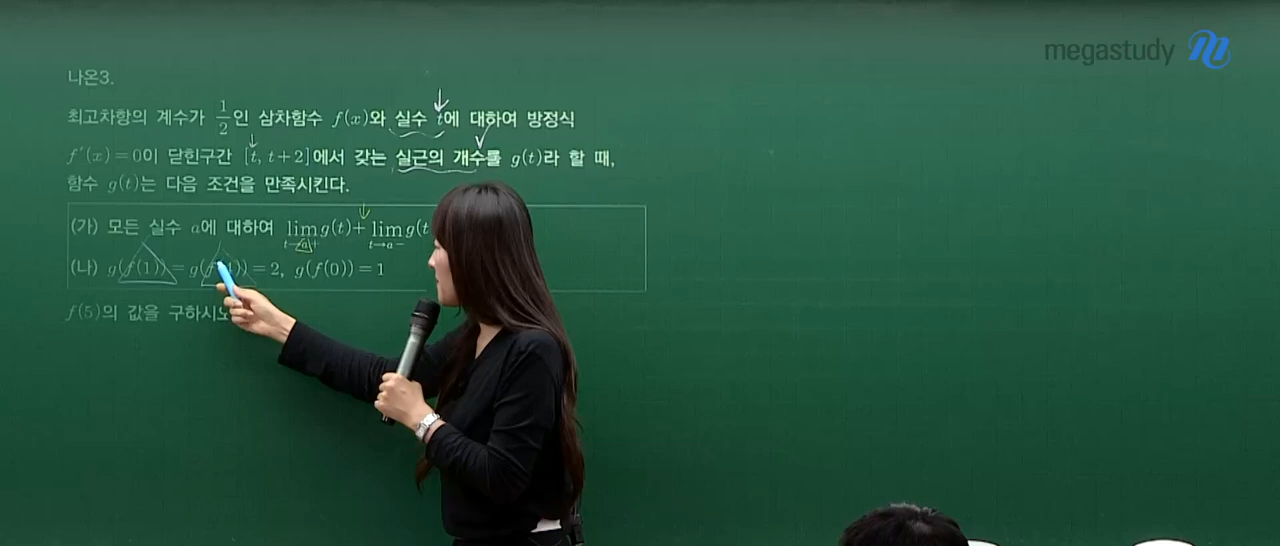 megastudy
나온3.
최고차항의 계수가 1/2인 삼차함수 f(x)와 실수 t에 대하여 방정식
f'(x)=0이 닫힌구간 [t, t+2]에서 갖는 실근의 개수를 g(t)라 할 때,
함수 g(t)는 다음 조건을 만족시킨다.
(가) 모든 실수 a에 대하여 lim t→a+ g(t)+ lim t→a- g(t
(나) g(f(1))=g( )=2, g(f(0))=1
f(5)의 값을 구하시오